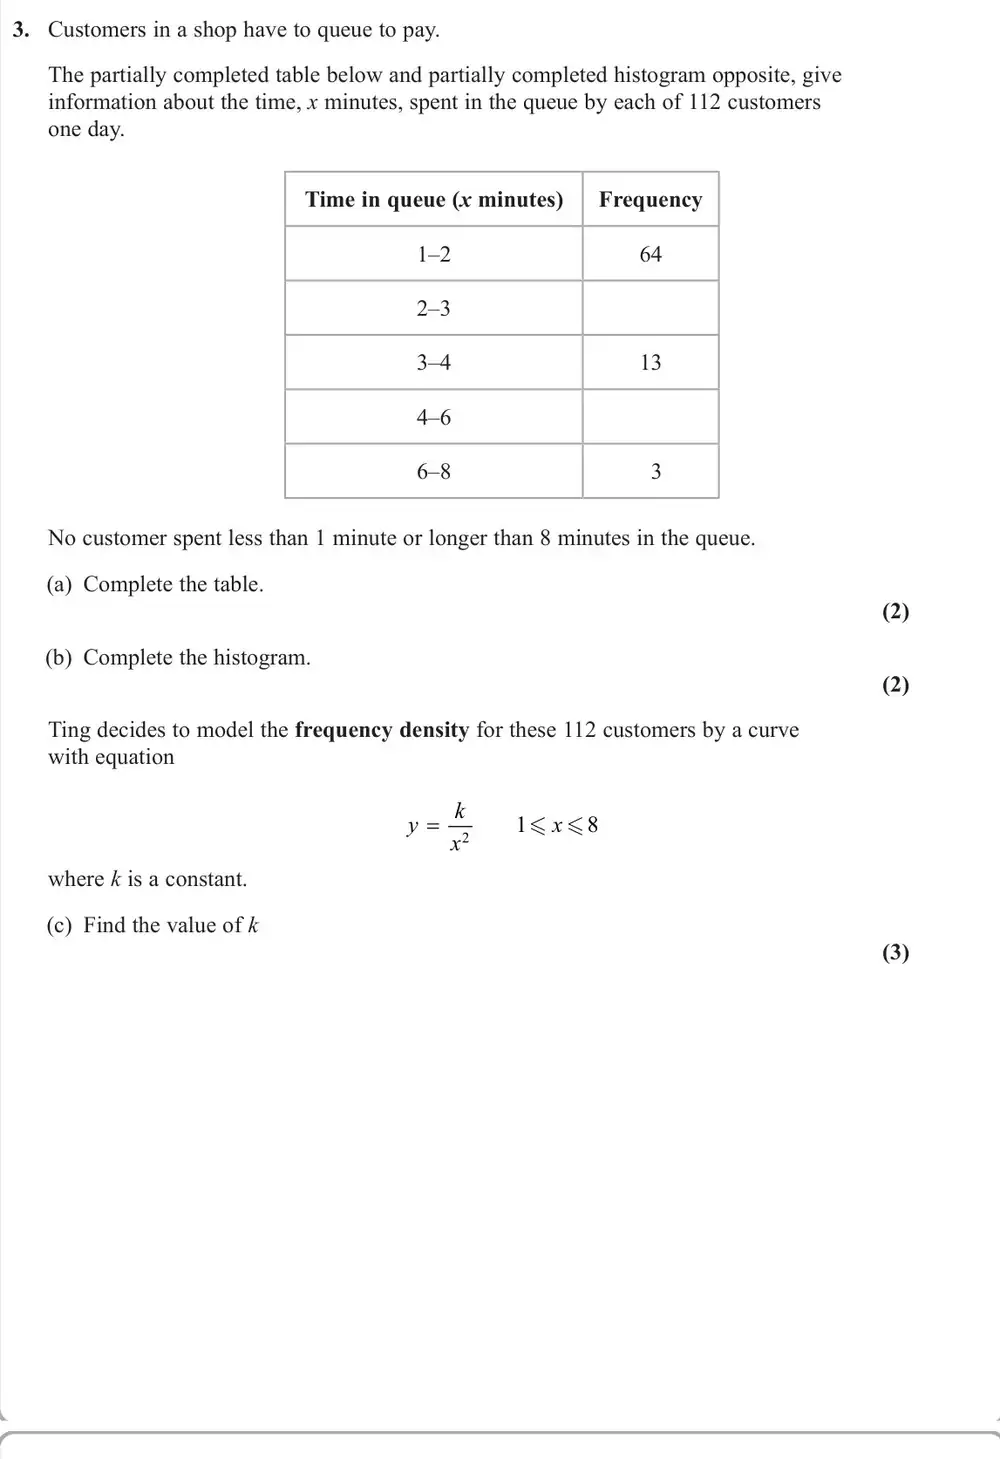 3. Customers in a shop have to queue to pay.
The partially completed table below and partially completed histogram opposite, give
information about the time, x minutes, spent in the queue by each of 112 customers
one day.
Time in queue (x minutes) Frequency
1–2 64
2–3
3–4 13
4–6
6–8 3
No customer spent less than 1 minute or longer than 8 minutes in the queue.
(a) Complete the table.
(2)
(b) Complete the histogram.
(2)
Ting decides to model the frequency density for these 112 customers by a curve
with equation
y = k/x² 1 ⩽ x ⩽ 8
where k is a constant.
(c) Find the value of k
(3)